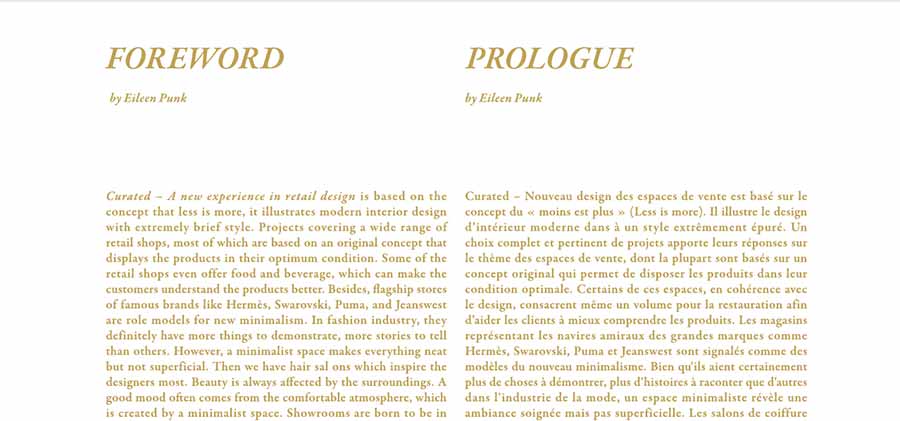 FOREWORD
by Eileen Punk
Curated – A new experience in retail design is based on the
concept that less is more, it illustrates modern interior design
with extremely brief style. Projects covering a wide range of
retail shops, most of which are based on an original concept that
displays the products in their optimum condition. Some of the
retail shops even offer food and beverage, which can make the
customers understand the products better. Besides, flagship stores
of famous brands like Hermès, Swarovski, Puma, and Jeanswest
are role models for new minimalism. In fashion industry, they
definitely have more things to demonstrate, more stories to tell
than others. However, a minimalist space makes everything neat
but not superficial. Then we have hair sal ons which inspire the
designers most. Beauty is always affected by the surroundings. A
good mood often comes from the comfortable atmosphere, which
is created by a minimalist space. Showrooms are born to be in
PROLOGUE
by Eileen Punk
Curated – Nouveau design des espaces de vente est basé sur le
concept du « moins est plus » (Less is more). Il illustre le design
d'intérieur moderne dans à un style extrêmement épuré. Un
choix complet et pertinent de projets apporte leurs réponses sur
le thème des espaces de vente, dont la plupart sont basés sur un
concept original qui permet de disposer les produits dans leur
condition optimale. Certains de ces espaces, en cohérence avec
le design, consacrent même un volume pour la restauration afin
d'aider les clients à mieux comprendre les produits. Les magasins
représentant les navires amiraux des grandes marques comme
Hermès, Swarovski, Puma et Jeanswest sont signalés comme des
modèles du nouveau minimalisme. Bien qu'ils aient certainement
plus de choses à démontrer, plus d'histoires à raconter que d'autres
dans l'industrie de la mode, un espace minimaliste révèle une
ambiance soignée mais pas superficielle. Les salons de coiffure